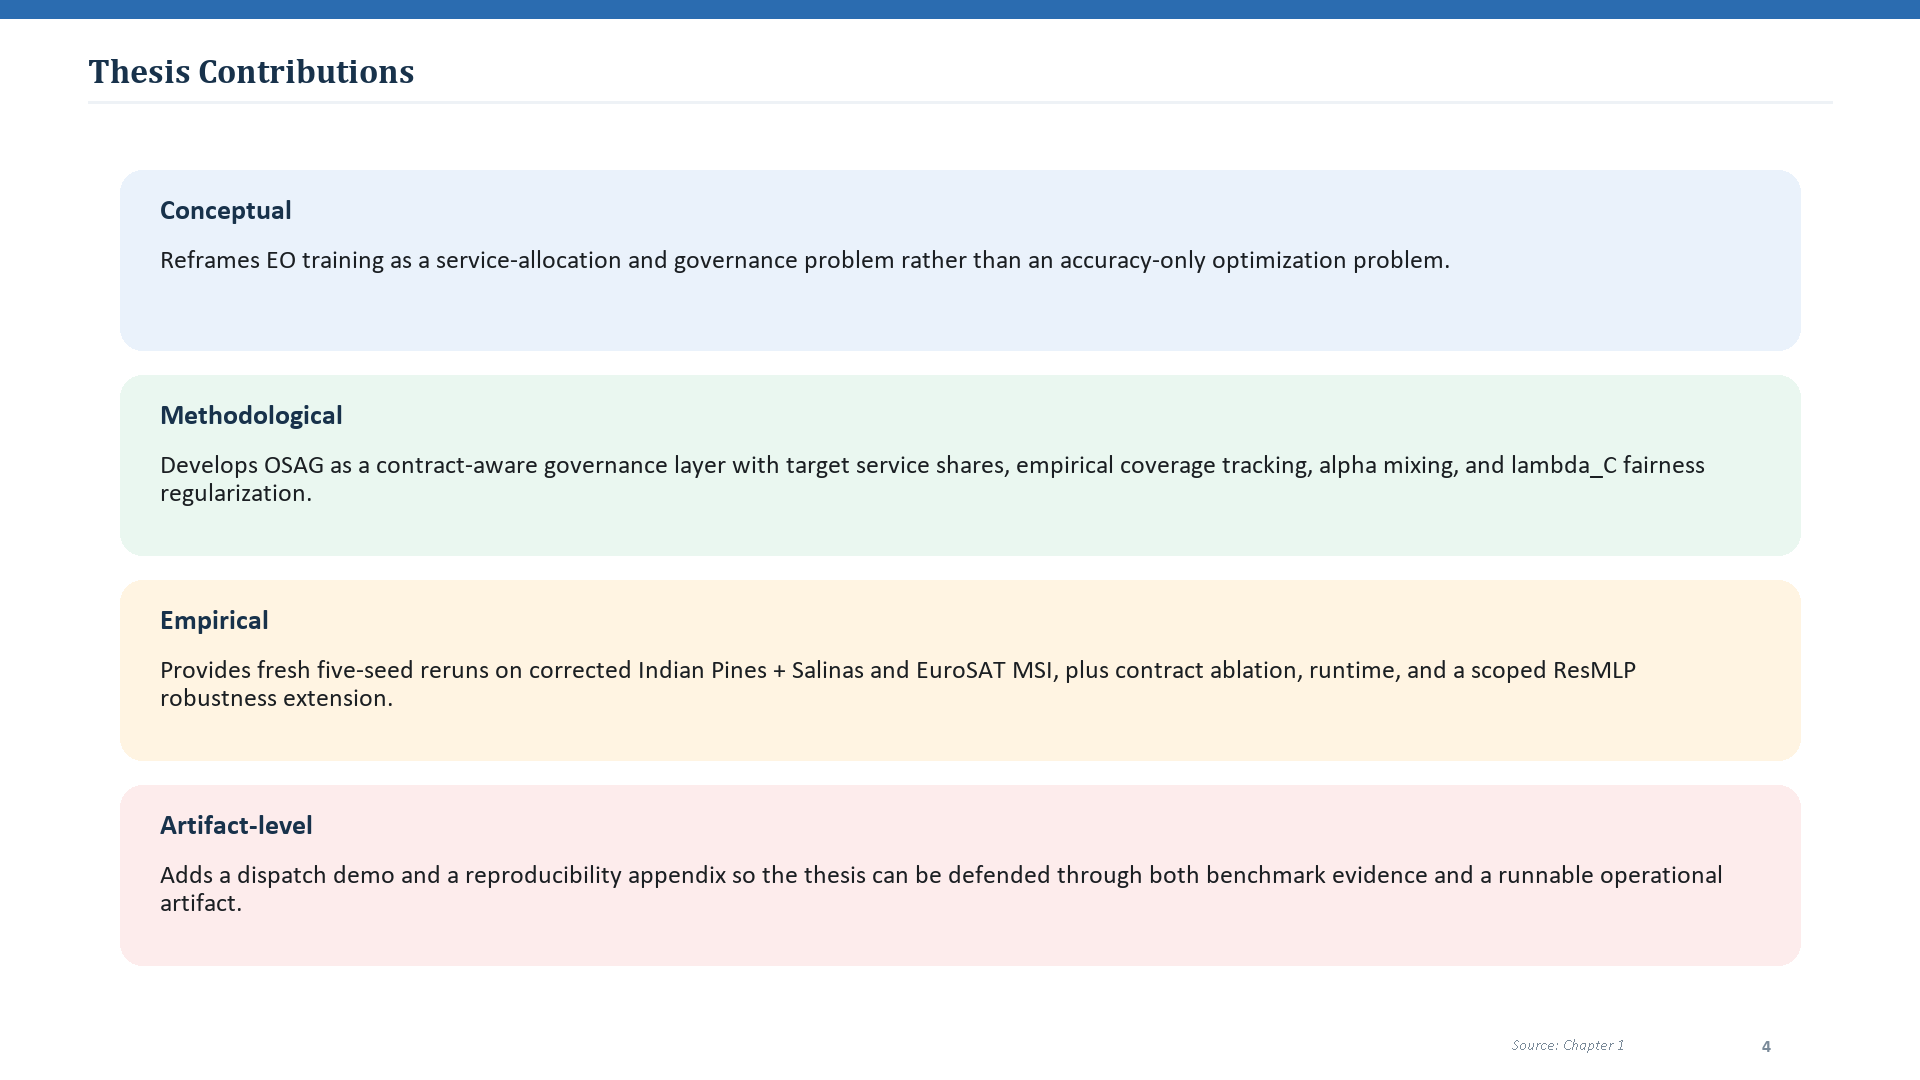 Thesis Contributions
Conceptual
Reframes EO training as a service-allocation and governance problem rather than an accuracy-only optimization problem.
Methodological
Develops OSAG as a contract-aware governance layer with target service shares, empirical coverage tracking, alpha mixing, and lambda_C fairness
regularization.
Empirical
Provides fresh five-seed reruns on corrected Indian Pines + Salinas and EuroSAT MSI, plus contract ablation, runtime, and a scoped ResMLP
robustness extension.
Artifact-level
Adds a dispatch demo and a reproducibility appendix so the thesis can be defended through both benchmark evidence and a runnable operational
artifact.
Source: Chapter 1
4